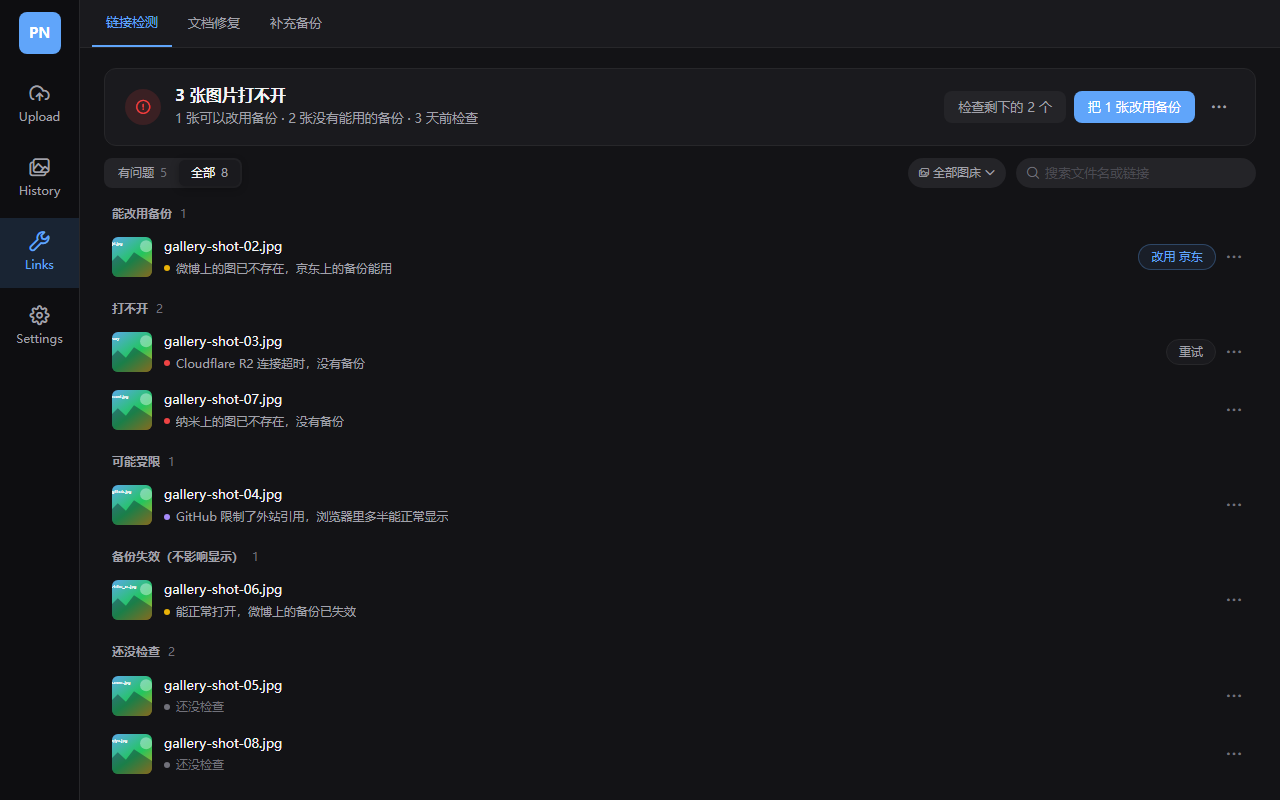 PN
Upload
History
Links
Settings
链接检测 文档修复 补充备份
3 张图片打不开
1 张可以改用备份 · 2 张没有能用的备份 · 3 天前检查
检查剩下的 2 个 把 1 张改用备份
有问题 5 全部 8
全部图床 搜索文件名或链接
能改用备份 1
gallery-shot-02.jpg
微博上的图已不存在，京东上的备份能用
改用 京东
打不开 2
gallery-shot-03.jpg
Cloudflare R2 连接超时，没有备份
重试
gallery-shot-07.jpg
纳米上的图已不存在，没有备份
可能受限 1
gallery-shot-04.jpg
GitHub 限制了外站引用，浏览器里多半能正常显示
备份失效（不影响显示） 1
gallery-shot-06.jpg
能正常打开，微博上的备份已失效
还没检查 2
gallery-shot-05.jpg
还没检查
gallery-shot-08.jpg
还没检查